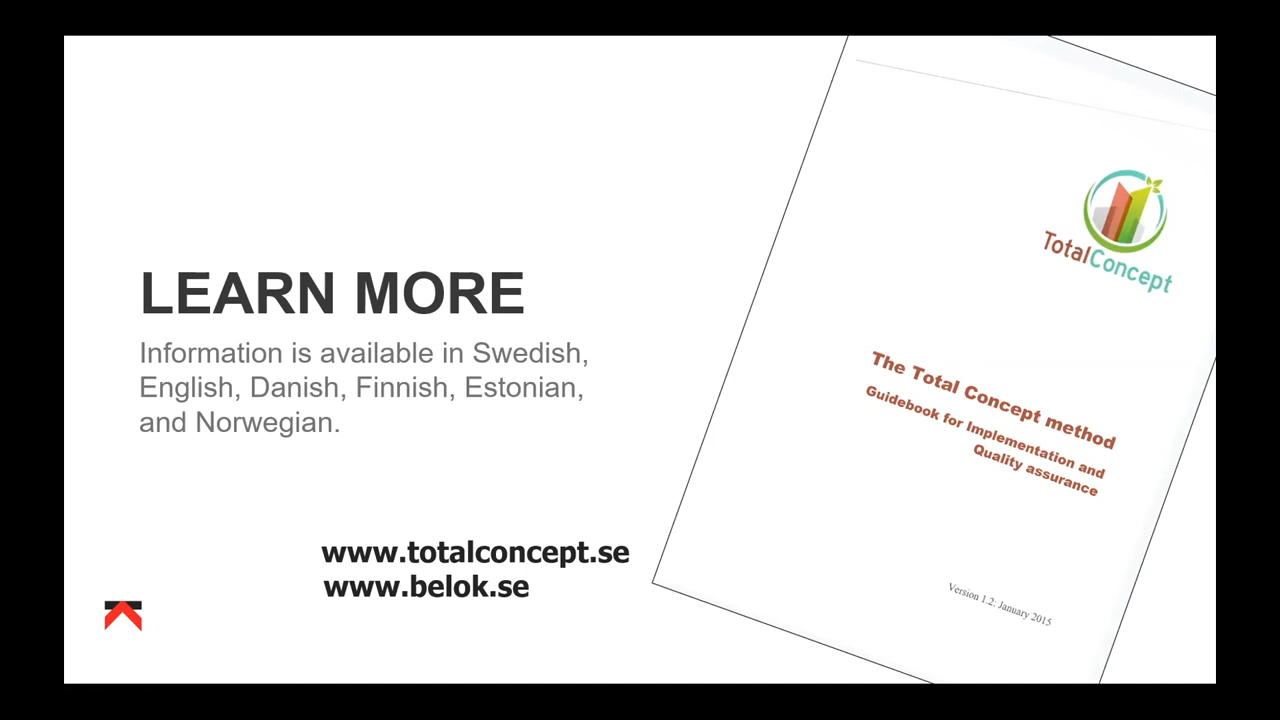 LEARN MORE
Information is available in Swedish,
English, Danish, Finnish, Estonian,
and Norwegian.
www.totalconcept.se
www.belok.se
TotalConcept
The Total Concept method
Guidebook for Implementation and
Quality assurance
Version 1.2: January 2015